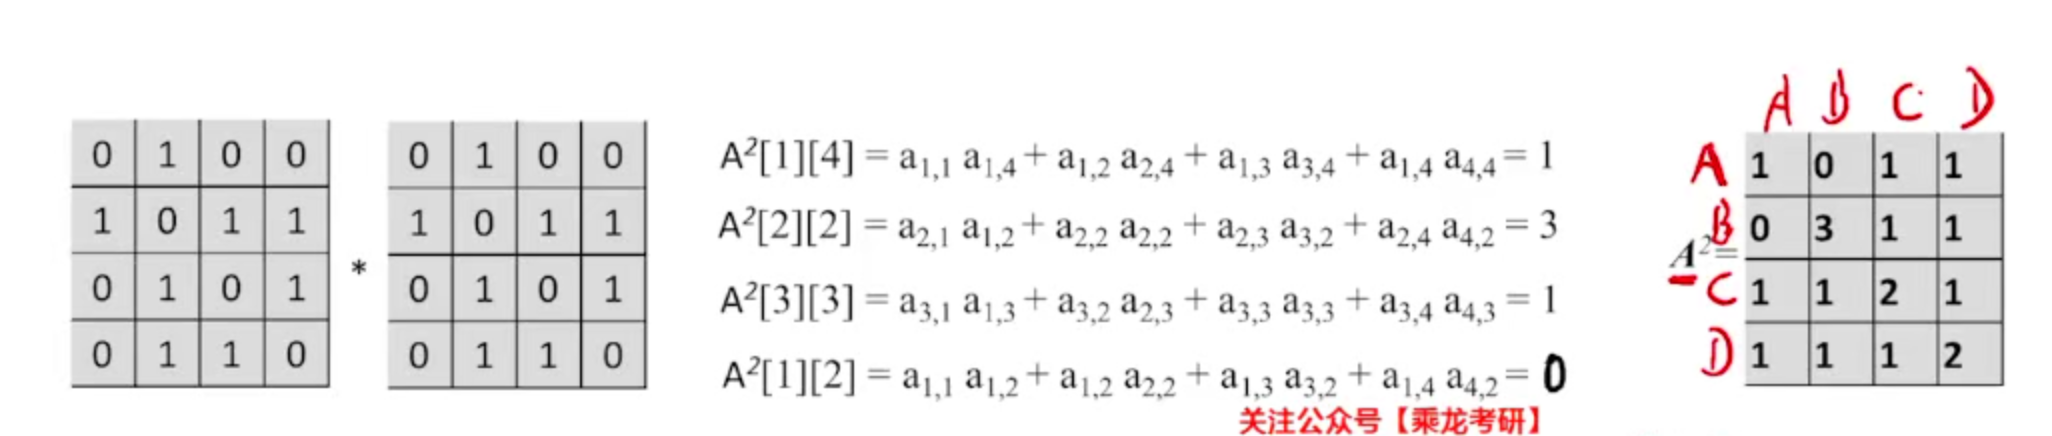 A B C D
0 1 0 0
1 0 1 1
0 1 0 1
0 1 1 0
*
0 1 0 0
1 0 1 1
0 1 0 1
0 1 1 0
A²[1][4] = a₁,₁ a₁,₄ + a₁,₂ a₂,₄ + a₁,₃ a₃,₄ + a₁,₄ a₄,₄ = 1
A²[2][2] = a₂,₁ a₁,₂ + a₂,₂ a₂,₂ + a₂,₃ a₃,₂ + a₂,₄ a₄,₂ = 3
A²[3][3] = a₃,₁ a₁,₃ + a₃,₂ a₂,₃ + a₃,₃ a₃,₃ + a₃,₄ a₄,₃ = 1
A²[1][2] = a₁,₁ a₁,₂ + a₁,₂ a₂,₂ + a₁,₃ a₃,₂ + a₁,₄ a₄,₂ = 0
A²=
A 1 0 1 1
B 0 3 1 1
C 1 1 2 1
D 1 1 1 2
关注公众号【乘龙考研】